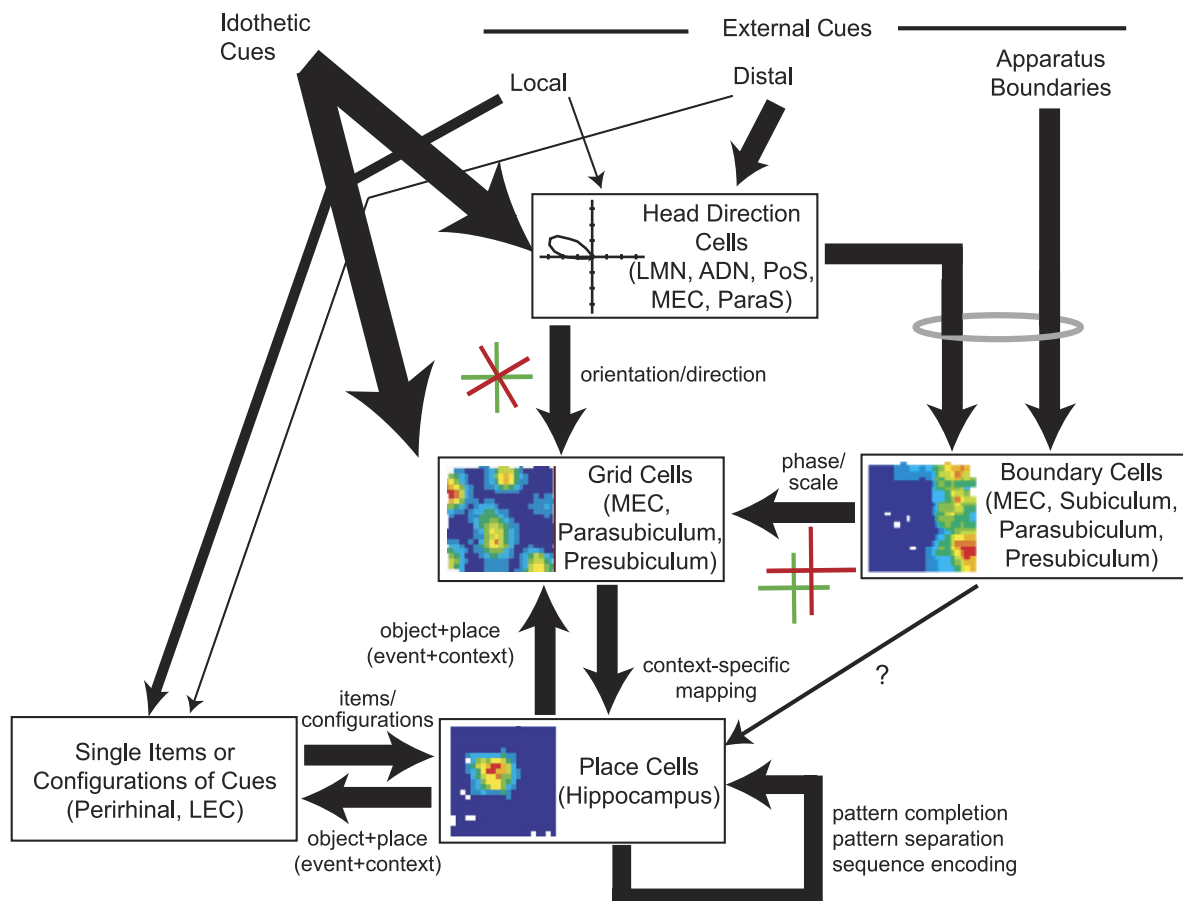 Idothetic
Cues
External Cues
Local
Distal
Apparatus
Boundaries
Head Direction
Cells
(LMN, ADN, PoS,
MEC, ParaS)
orientation/direction
Grid Cells
(MEC,
Parasubiculum,
Presubiculum)
phase/
scale
Boundary Cells
(MEC, Subiculum,
Parasubiculum,
Presubiculum)
object+place
(event+context)
context-specific
mapping
?
items/
configurations
Single Items or
Configurations of Cues
(Perirhinal, LEC)
Place Cells
(Hippocampus)
object+place
(event+context)
pattern completion
pattern separation
sequence encoding